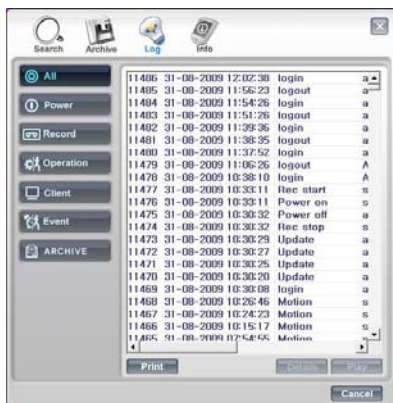 Search Archive Log Info
All
Power
Record
Operation
Client
Event
ARCHIVE
11486 31-08-2009 12:02:38 login a
11485 31-08-2009 11:56:23 logout a
11484 31-08-2009 11:54:26 login a
11483 31-08-2009 11:51:26 logout a
11482 31-08-2009 11:39:36 login a
11481 31-08-2009 11:38:35 logout a
11480 31-08-2009 11:37:52 login a
11479 31-08-2009 11:06:26 logout A
11478 31-08-2009 10:38:10 login A
11477 31-08-2009 10:33:11 Rec start s
11476 31-08-2009 10:33:11 Power on s
11475 31-08-2009 10:30:32 Power off a
11474 31-08-2009 10:30:32 Rec stop s
11473 31-08-2009 10:30:29 Update a
11472 31-08-2009 10:30:27 Update a
11471 31-08-2009 10:30:25 Update a
11470 31-08-2009 10:30:20 Update a
11469 31-08-2009 10:30:08 login a
11468 31-08-2009 10:26:46 Motion s
11467 31-08-2009 10:24:23 Motion s
11466 31-08-2009 10:15:17 Motion s
11465 31-08-2009 07:54:55 Motion
Print Details Play
Cancel